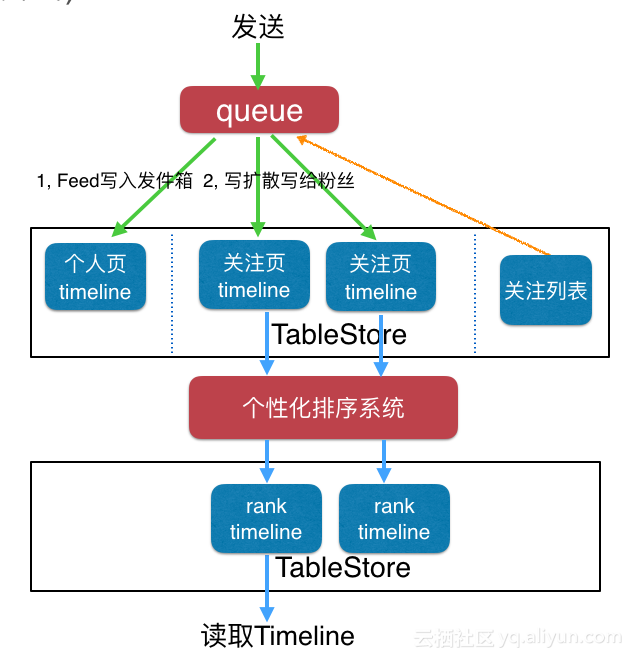 发送
queue
1, Feed写入发件箱 2, 写扩散写给粉丝
个人页
timeline
关注页
timeline
关注页
timeline
关注列表
TableStore
个性化排序系统
rank
timeline
rank
timeline
TableStore
读取Timeline
云栖社区 yq.aliyun.com